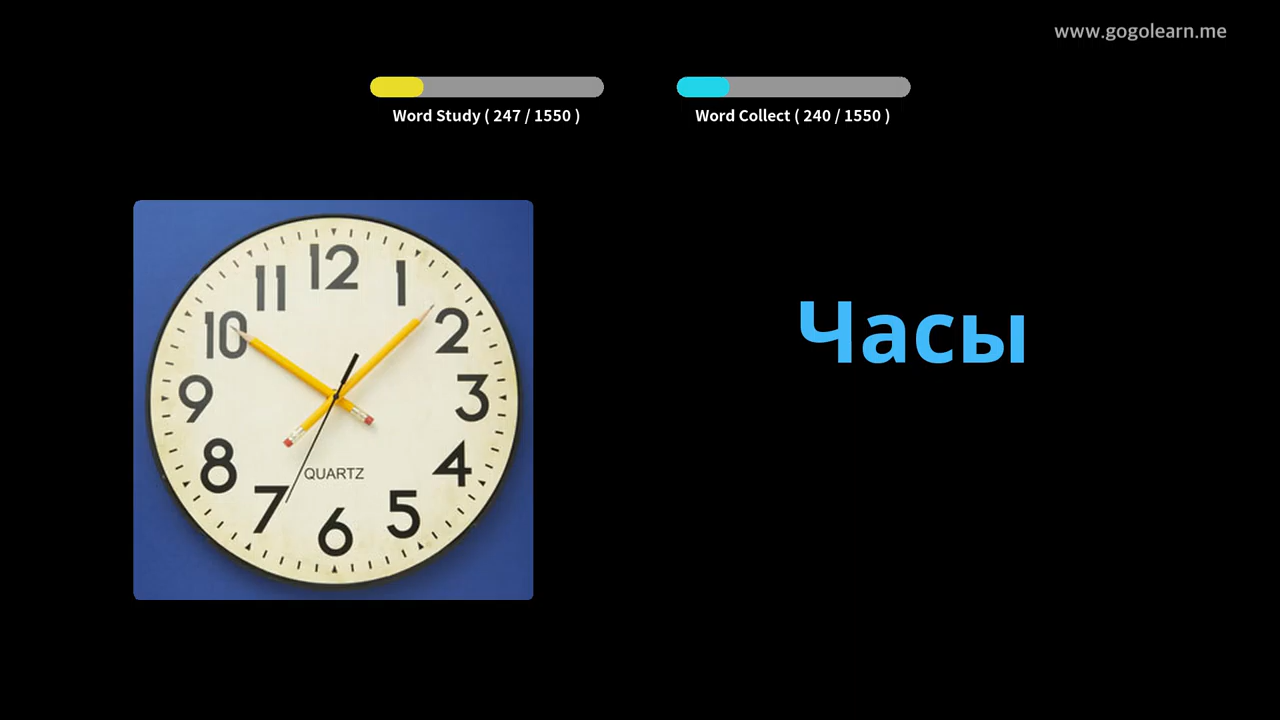 www.gogolearn.me
Word Study ( 247 / 1550 )
Word Collect ( 240 / 1550 )
12
11
1
10
2
9
3
8
4
7
5
6
QUARTZ
Часы